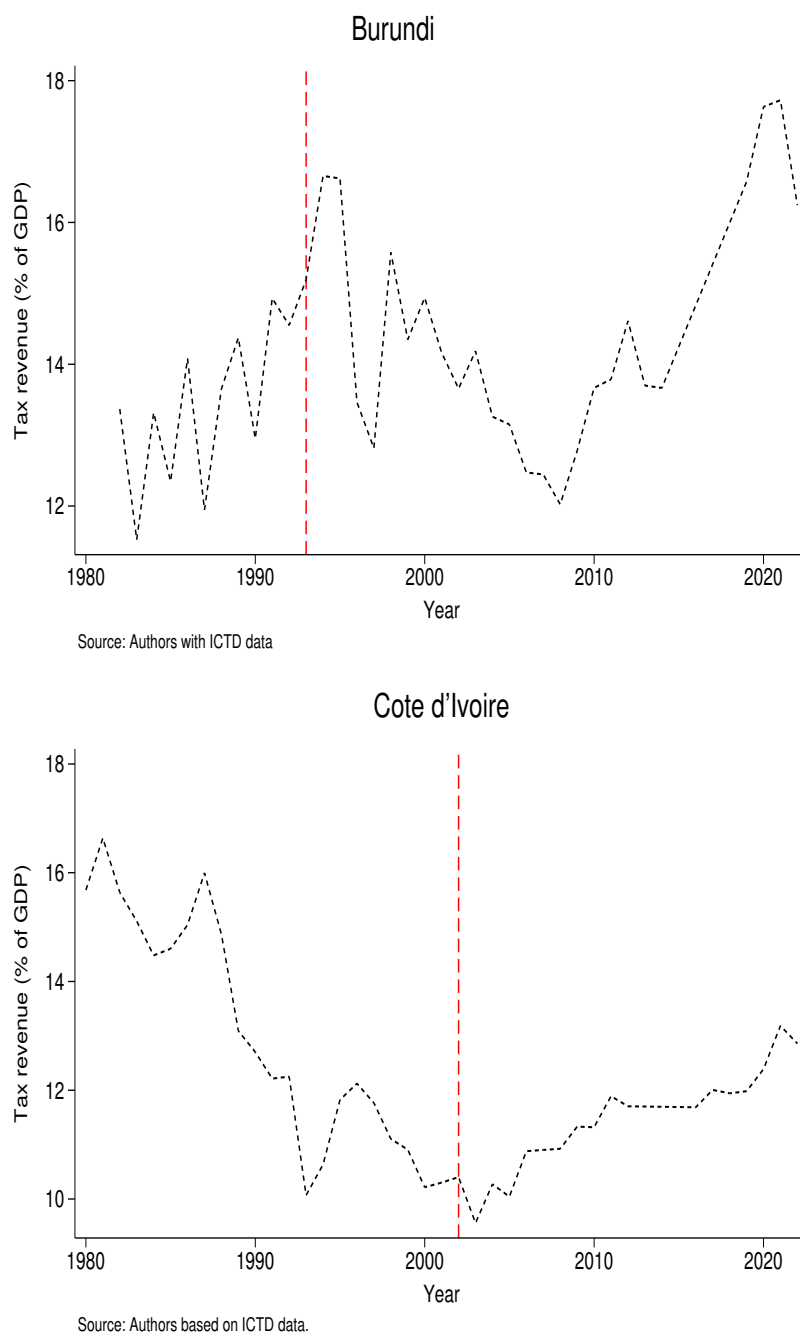 Burundi
Tax revenue (% of GDP)
18
16
14
12
1980 1990 2000 2010 2020
Year
Source: Authors with ICTD data
Cote d'Ivoire
Tax revenue (% of GDP)
18
16
14
12
10
1980 1990 2000 2010 2020
Year
Source: Authors based on ICTD data.